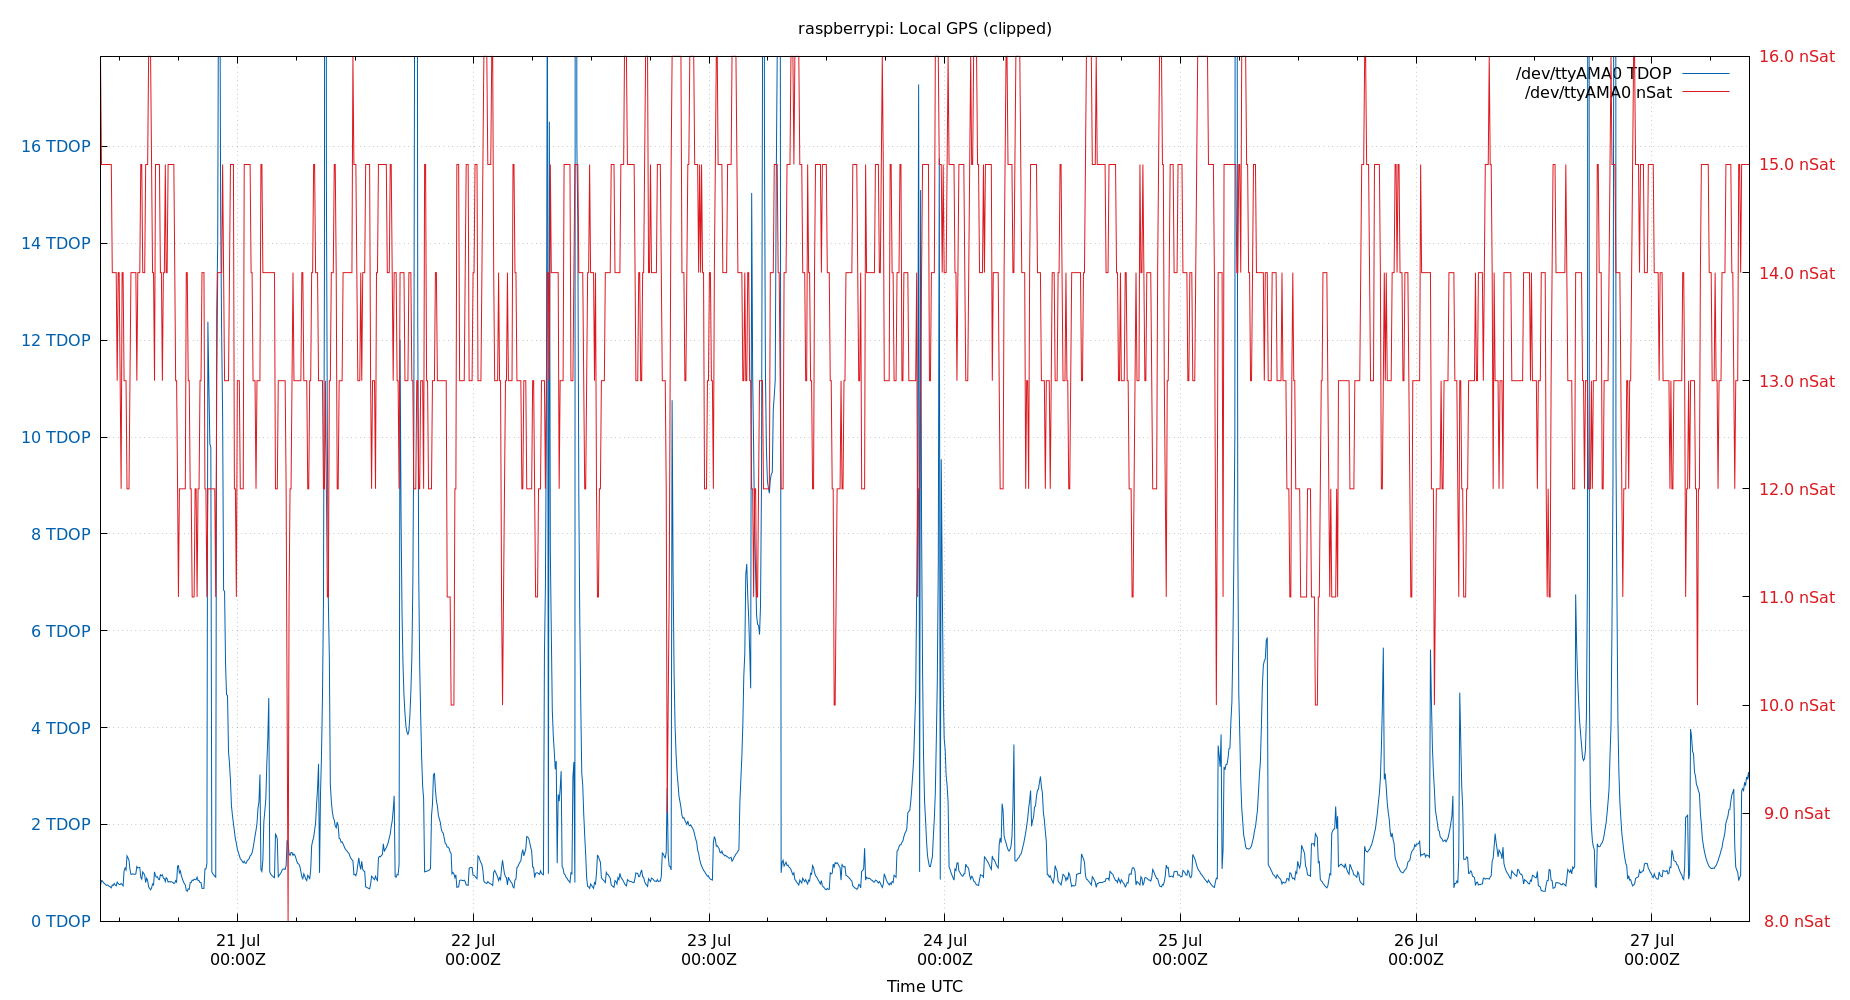 raspberrypi: Local GPS (clipped)
/dev/ttyAMA0 TDOP
/dev/ttyAMA0 nSat
16 TDOP
14 TDOP
12 TDOP
10 TDOP
8 TDOP
6 TDOP
4 TDOP
2 TDOP
0 TDOP
16.0 nSat
15.0 nSat
14.0 nSat
13.0 nSat
12.0 nSat
11.0 nSat
10.0 nSat
9.0 nSat
8.0 nSat
21 Jul
00:00Z
22 Jul
00:00Z
23 Jul
00:00Z
24 Jul
00:00Z
25 Jul
00:00Z
26 Jul
00:00Z
27 Jul
00:00Z
Time UTC